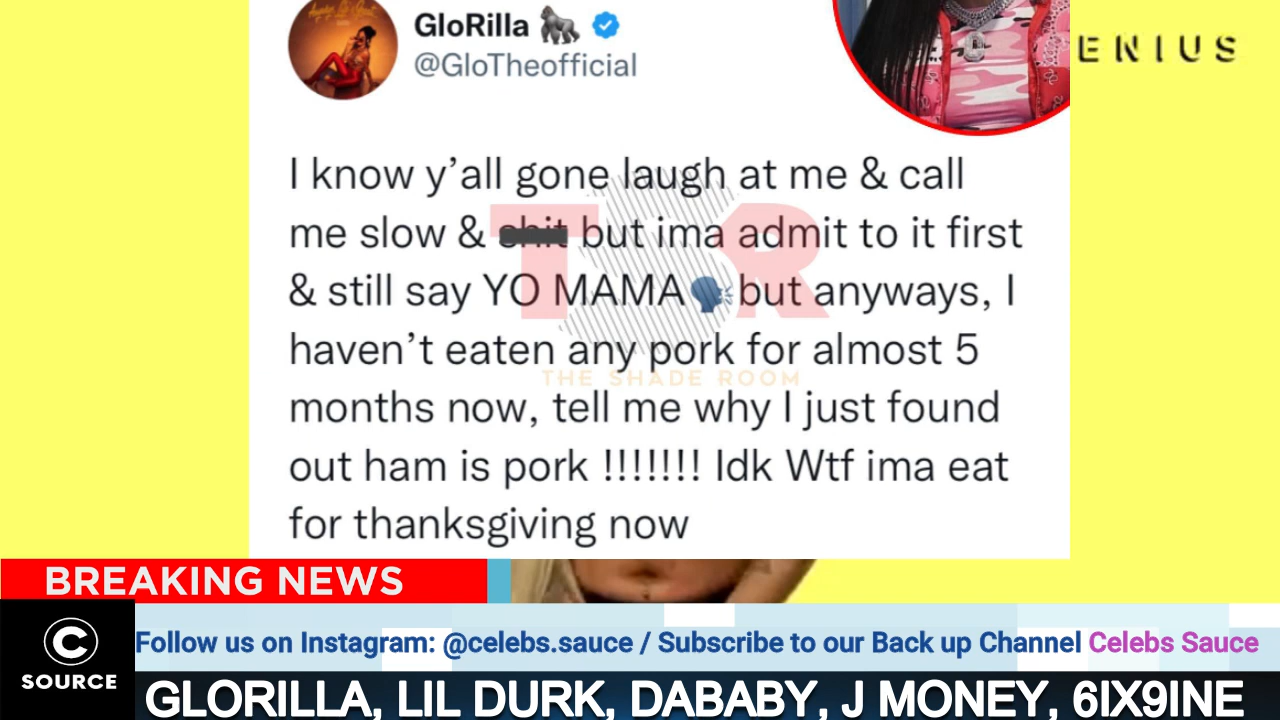 GloRilla 🦍
@GloTheofficial
ENIUS
I know y’all gone laugh at me & call
me slow & shit but ima admit to it first
& still say YO MAMA🗣️but anyways, I
haven’t eaten any pork for almost 5
months now, tell me why I just found
out ham is pork !!!!!!! Idk Wtf ima eat
for thanksgiving now
TSR
THE SHADE ROOM
BREAKING NEWS
Follow us on Instagram: @celebs.sauce / Subscribe to our Back up Channel Celebs Sauce
C
SOURCE
GLORILLA, LIL DURK, DABABY, J MONEY, 6IX9INE